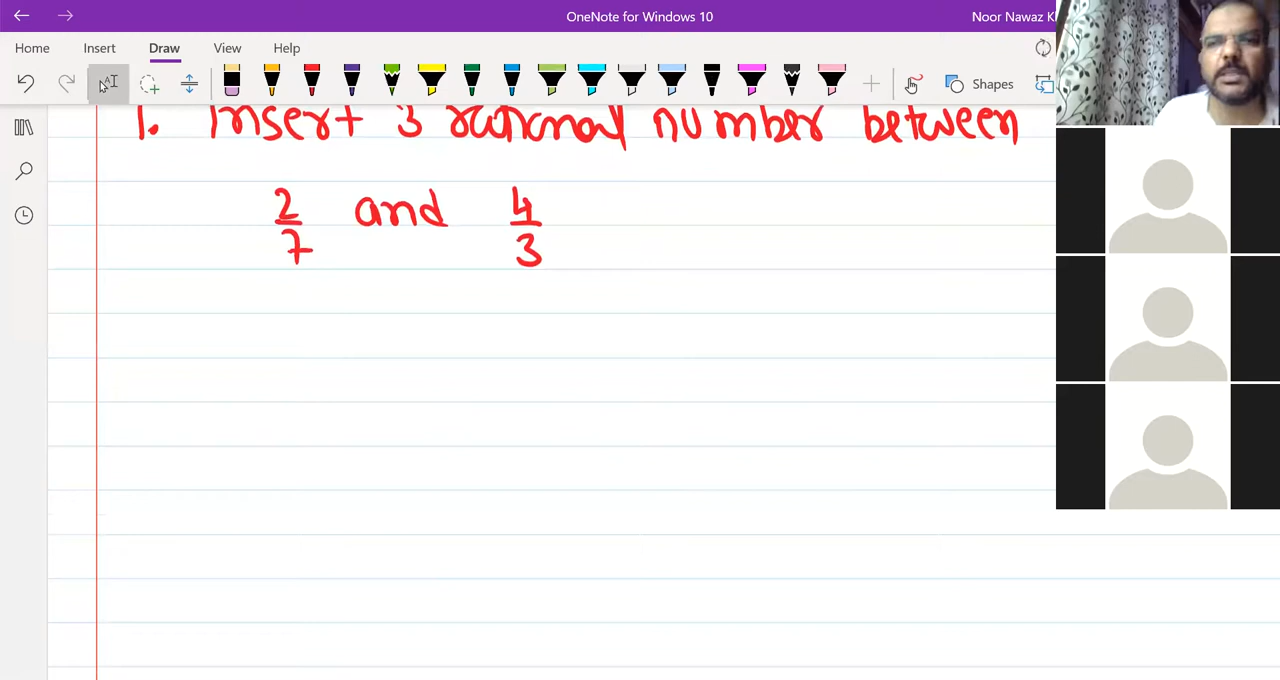 OneNote for Windows 10
Noor Nawaz K
Home Insert Draw View Help
Shapes
1. Insert 3 rational number between
2/7 and 4/3